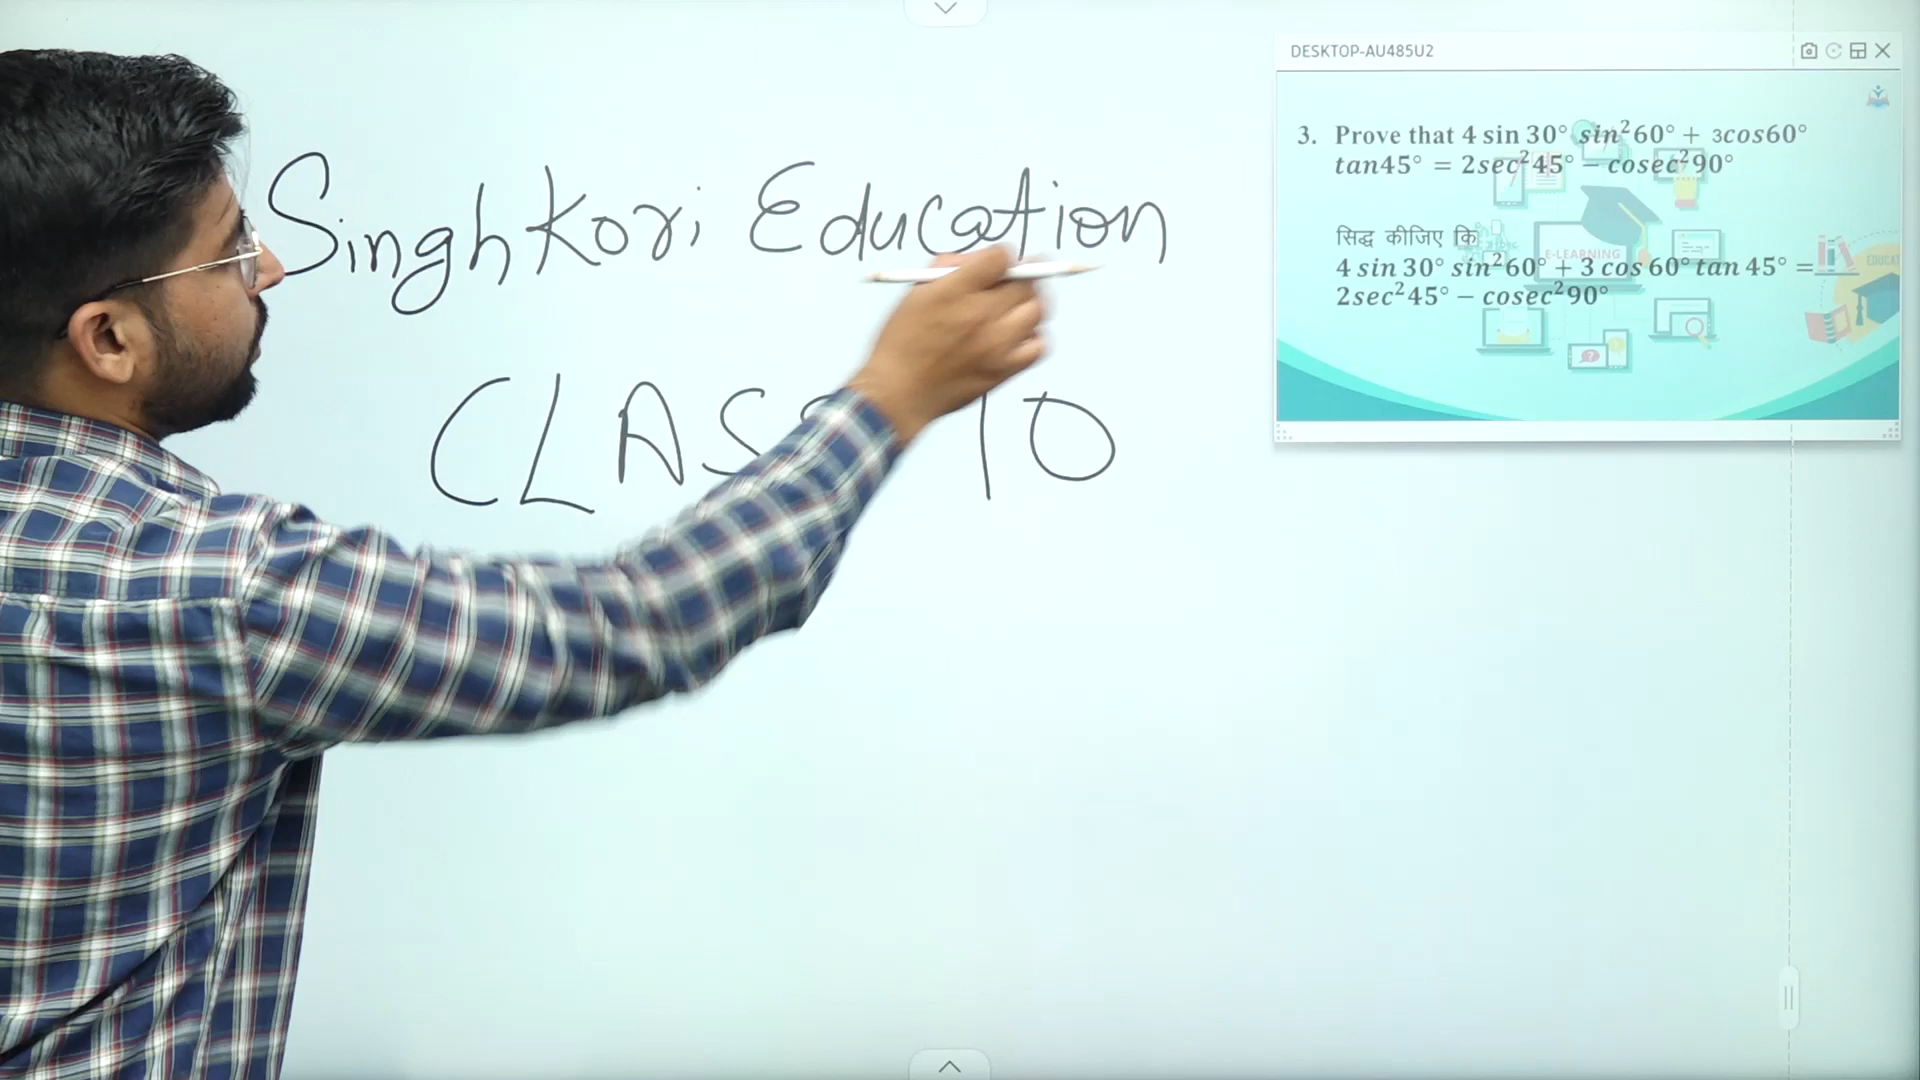 Singhkori Education
CLASS 10
DESKTOP-AU485U2
3. Prove that 4 sin 30° sin²60° + 3cos60°
tan45° = 2sec²45° − cosec²90°
सिद्ध कीजिए कि
4 sin 30° sin²60° + 3 cos 60° tan 45° =
2sec²45° − cosec²90°
E-LEARNING